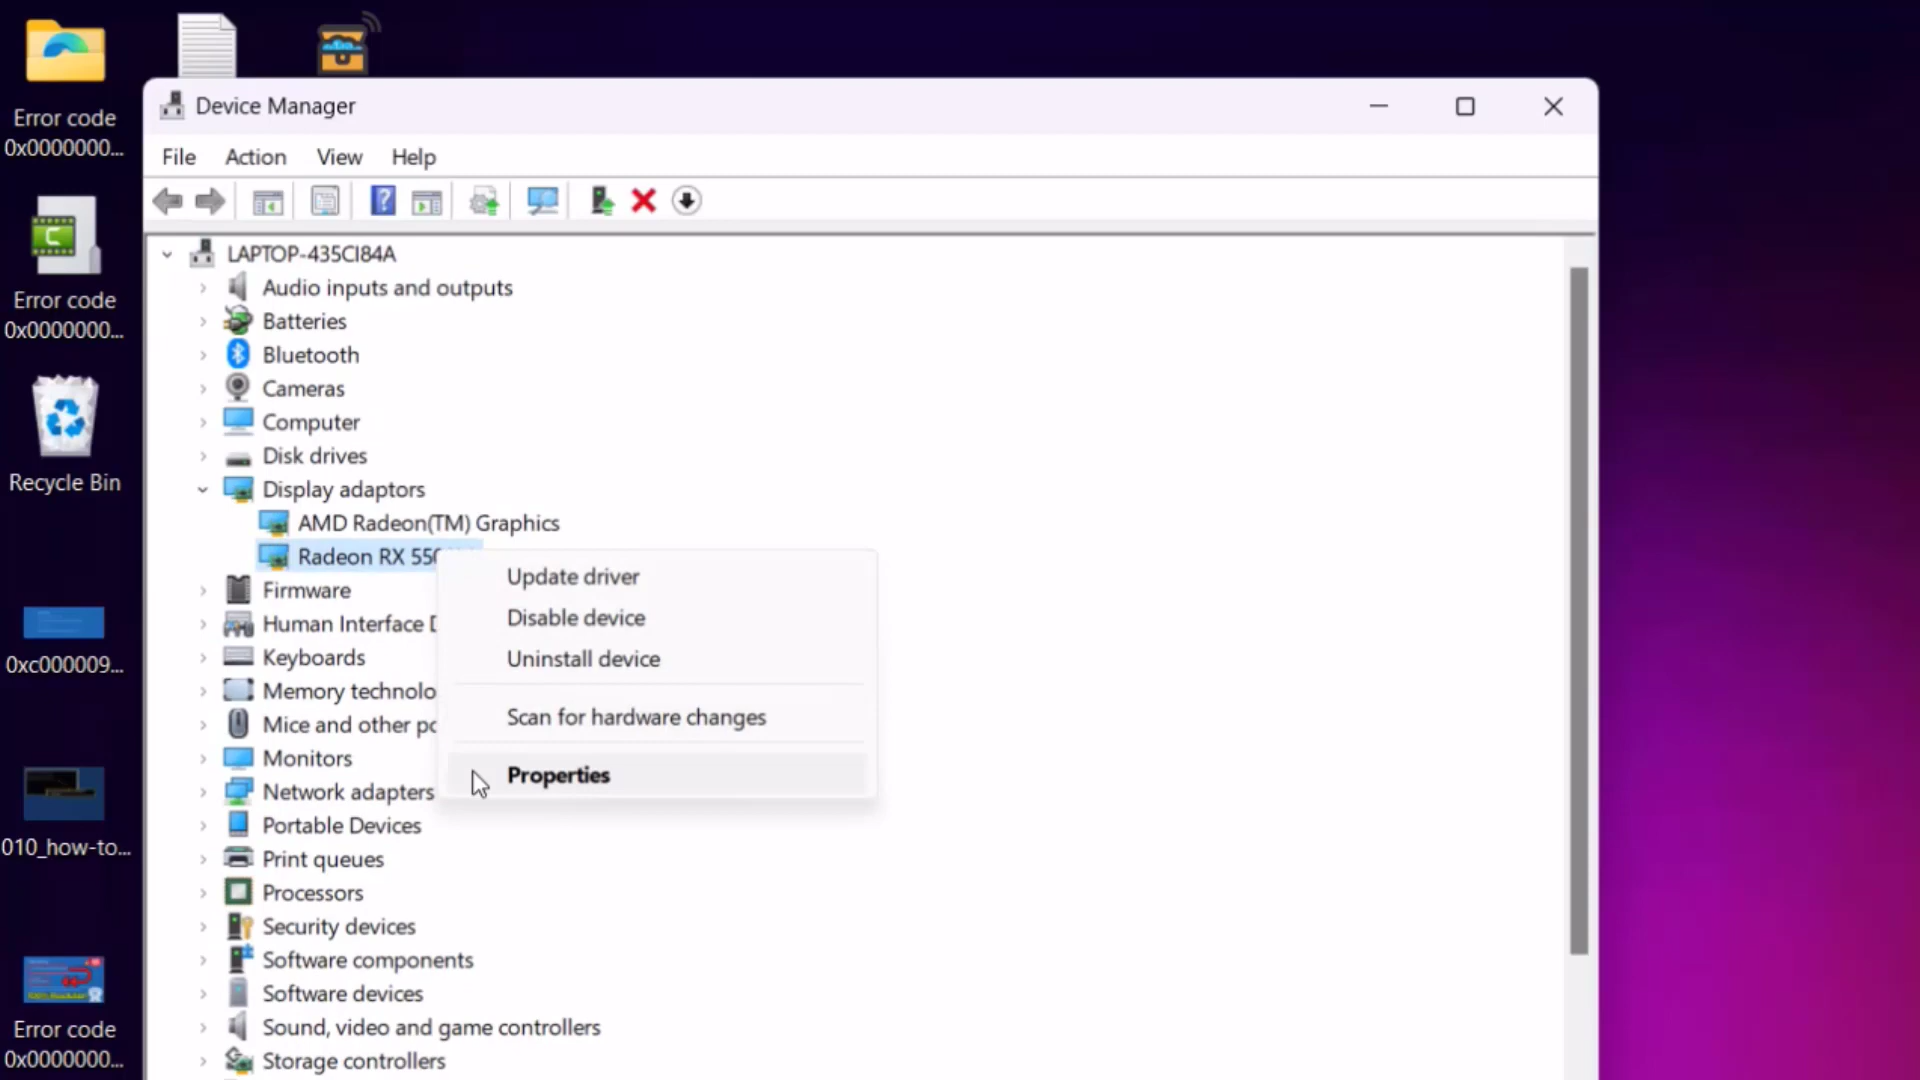 Error code
0x0000000...
Error code
0x0000000...
Recycle Bin
0xc000009...
010_how-to...
Error code
0x0000000...
Device Manager
File Action View Help
LAPTOP-435CI84A
Audio inputs and outputs
Batteries
Bluetooth
Cameras
Computer
Disk drives
Display adaptors
AMD Radeon(TM) Graphics
Radeon RX 550
Firmware
Human Interface D
Keyboards
Memory technolo
Mice and other po
Monitors
Network adapters
Portable Devices
Print queues
Processors
Security devices
Software components
Software devices
Sound, video and game controllers
Storage controllers
Update driver
Disable device
Uninstall device
Scan for hardware changes
Properties